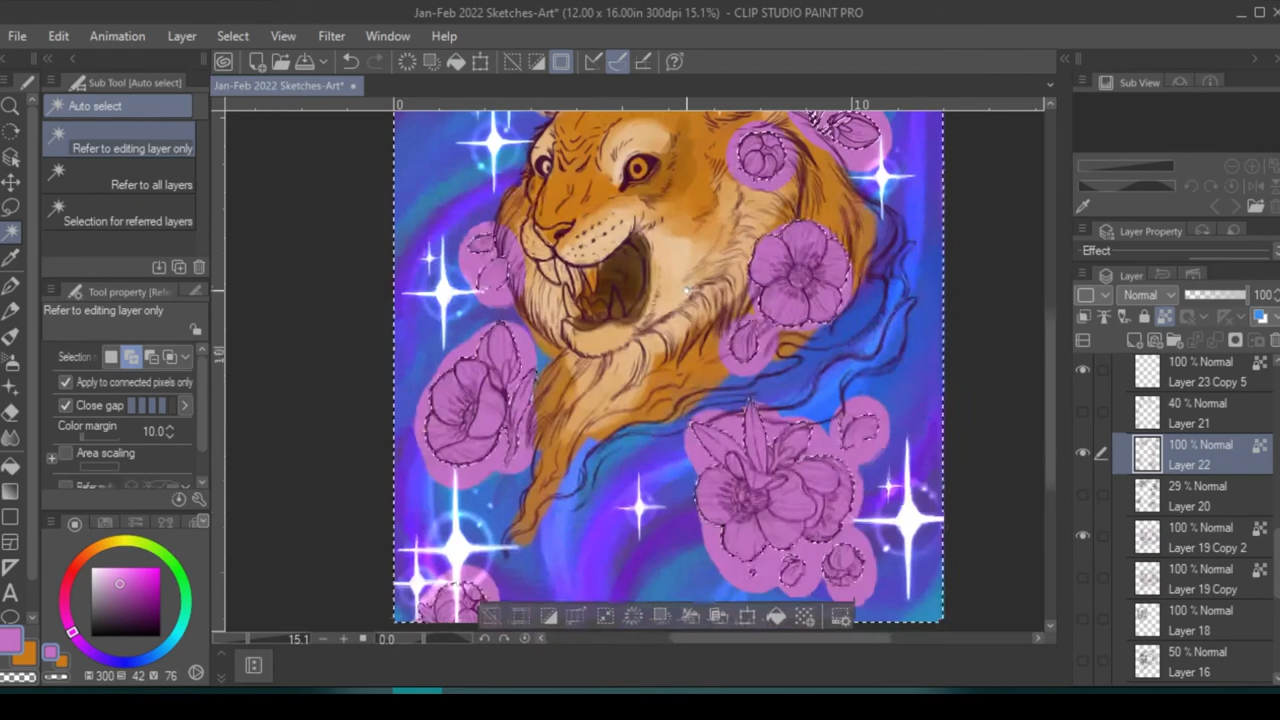 Jan-Feb 2022 Sketches-Art* (12.00 x 16.00in 300dpi 15.1%) - CLIP STUDIO PAINT PRO
File Edit Animation Layer Select View Filter Window Help
Sub Tool [Auto select]
Jan-Feb 2022 Sketches-Art*
Sub View
Auto select
0
10
Refer to editing layer only
Refer to all layers
Selection for referred layers
Layer Property
Effect
Layer
Tool property [Refe
Refer to editing layer only
Normal
100
Selection
Apply to connected pixels only
Close gap
Color margin
10.0
Area scaling
100 % Normal
Layer 23 Copy 5
40 % Normal
Layer 21
100 % Normal
Layer 22
29 % Normal
Layer 20
100 % Normal
Layer 19 Copy 2
100 % Normal
Layer 19 Copy
100 % Normal
Layer 18
50 % Normal
Layer 16
15.1
0.0
H 300 S 42 V 76